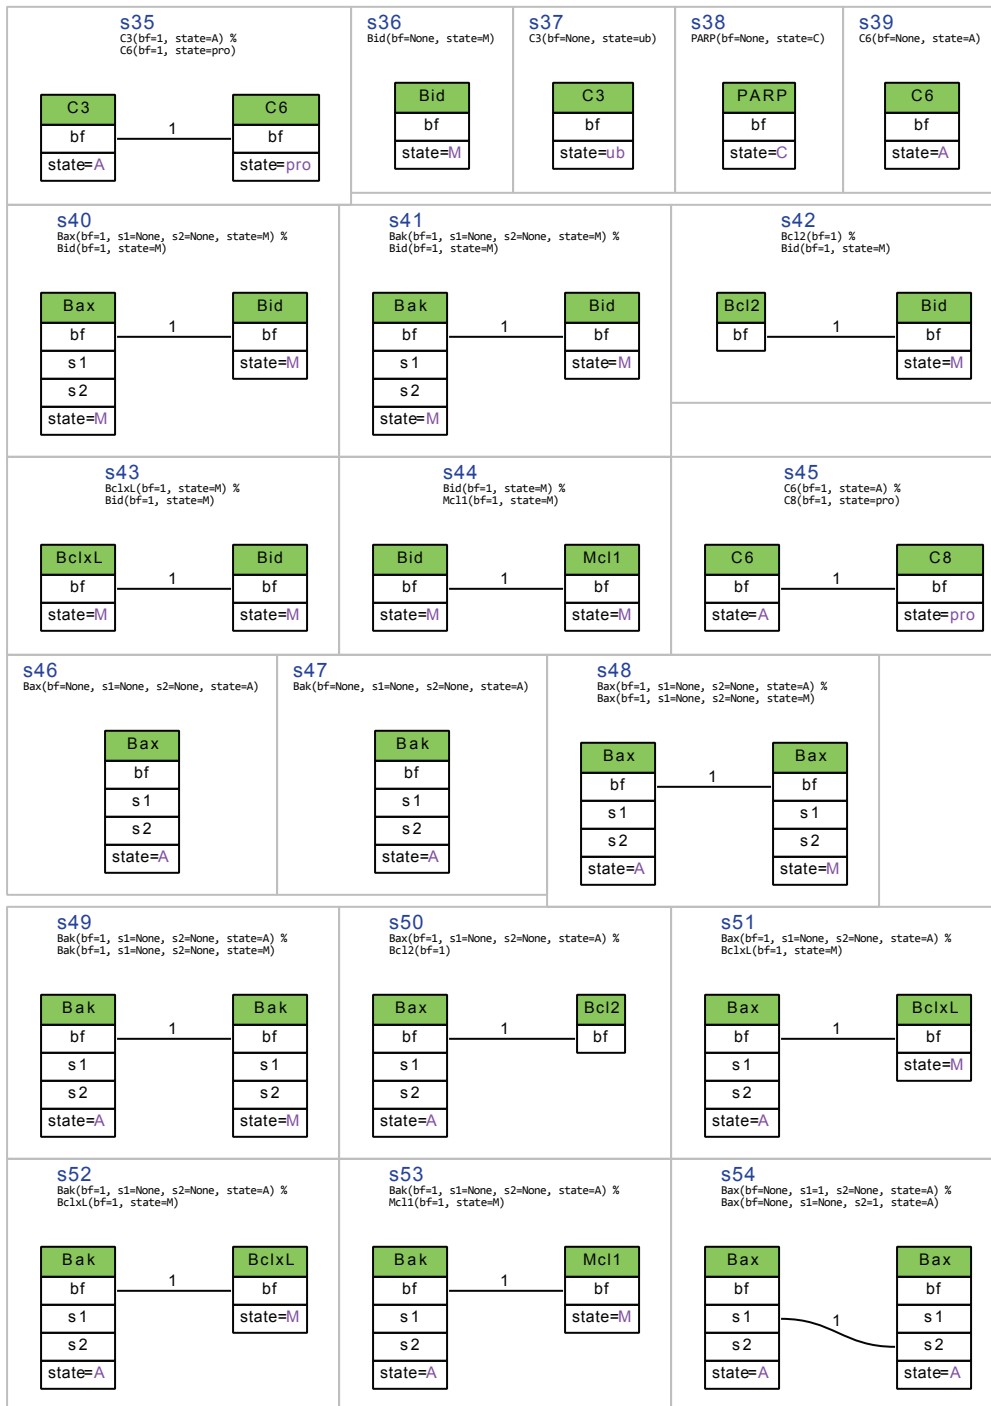 s35
C3(bf=1, state=A) %
C6(bf=1, state=pro)
C3
bf
state=A
1
C6
bf
state=pro
s36
Bid(bf=None, state=M)
Bid
bf
state=M
s37
C3(bf=None, state=ub)
C3
bf
state=ub
s38
PARP(bf=None, state=C)
PARP
bf
state=C
s39
C6(bf=None, state=A)
C6
bf
state=A
s40
Bax(bf=1, s1=None, s2=None, state=M) %
Bid(bf=1, state=M)
Bax
bf
s1
s2
state=M
1
Bid
bf
state=M
s41
Bak(bf=1, s1=None, s2=None, state=M) %
Bid(bf=1, state=M)
Bak
bf
s1
s2
state=M
1
Bid
bf
state=M
s42
Bcl2(bf=1) %
Bid(bf=1, state=M)
Bcl2
bf
1
Bid
bf
state=M
s43
BclxL(bf=1, state=M) %
Bid(bf=1, state=M)
BclxL
bf
state=M
1
Bid
bf
state=M
s44
Bid(bf=1, state=M) %
Mcl1(bf=1, state=M)
Bid
bf
state=M
1
Mcl1
bf
state=M
s45
C6(bf=1, state=A) %
C8(bf=1, state=pro)
C6
bf
state=A
1
C8
bf
state=pro
s46
Bax(bf=None, s1=None, s2=None, state=A)
Bax
bf
s1
s2
state=A
s47
Bak(bf=None, s1=None, s2=None, state=A)
Bak
bf
s1
s2
state=A
s48
Bax(bf=1, s1=None, s2=None, state=A) %
Bax(bf=1, s1=None, s2=None, state=M)
Bax
bf
s1
s2
state=A
1
Bax
bf
s1
s2
state=M
s49
Bak(bf=1, s1=None, s2=None, state=A) %
Bak(bf=1, s1=None, s2=None, state=M)
Bak
bf
s1
s2
state=A
1
Bak
bf
s1
s2
state=M
s50
Bax(bf=1, s1=None, s2=None, state=A) %
Bcl2(bf=1)
Bax
bf
s1
s2
state=A
1
Bcl2
bf
s51
Bax(bf=1, s1=None, s2=None, state=A) %
BclxL(bf=1, state=M)
Bax
bf
s1
s2
state=A
1
BclxL
bf
state=M
s52
Bak(bf=1, s1=None, s2=None, state=A) %
BclxL(bf=1, state=M)
Bak
bf
s1
s2
state=A
1
BclxL
bf
state=M
s53
Bak(bf=1, s1=None, s2=None, state=A) %
Mcl1(bf=1, state=M)
Bak
bf
s1
s2
state=A
1
Mcl1
bf
state=M
s54
Bax(bf=None, s1=1, s2=None, state=A) %
Bax(bf=None, s1=None, s2=1, state=A)
Bax
bf
s1
s2
state=A
1
Bax
bf
s1
s2
state=A